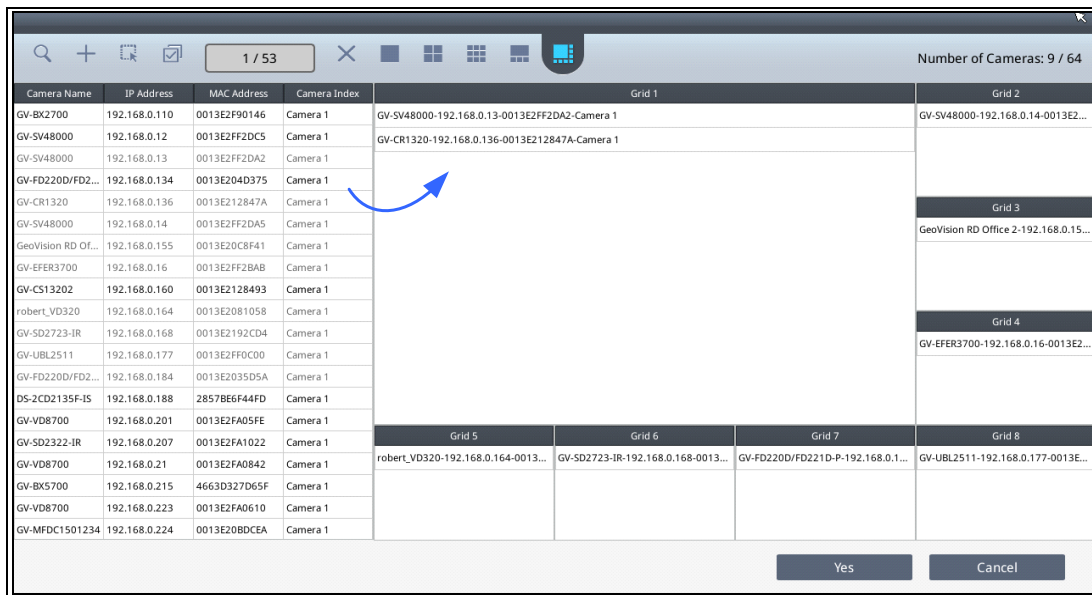 1 / 53
Number of Cameras: 9 / 64
Camera Name IP Address MAC Address Camera Index
GV-BX2700 192.168.0.110 0013E2F90146 Camera 1
GV-SV48000 192.168.0.12 0013E2FF2DC5 Camera 1
GV-SV48000 192.168.0.13 0013E2FF2DA2 Camera 1
GV-FD220D/FD2... 192.168.0.134 0013E204D375 Camera 1
GV-CR1320 192.168.0.136 0013E212847A Camera 1
GV-SV48000 192.168.0.14 0013E2FF2DA5 Camera 1
GeoVision RD Of... 192.168.0.155 0013E20C8F41 Camera 1
GV-EFER3700 192.168.0.16 0013E2FF2BAB Camera 1
GV-CS13202 192.168.0.160 0013E2128493 Camera 1
robert_VD320 192.168.0.164 0013E2081058 Camera 1
GV-SD2723-IR 192.168.0.168 0013E2192CD4 Camera 1
GV-UBL2511 192.168.0.177 0013E2FF0C00 Camera 1
GV-FD220D/FD2... 192.168.0.184 0013E2035D5A Camera 1
DS-2CD2135F-IS 192.168.0.188 2857BE6F44FD Camera 1
GV-VD8700 192.168.0.201 0013E2FA05FE Camera 1
GV-SD2322-IR 192.168.0.207 0013E2FA1022 Camera 1
GV-VD8700 192.168.0.21 0013E2FA0842 Camera 1
GV-BX5700 192.168.0.215 4663D327D65F Camera 1
GV-VD8700 192.168.0.223 0013E2FA0610 Camera 1
GV-MFDC1501234 192.168.0.224 0013E20BDCEA Camera 1
Grid 1
GV-SV48000-192.168.0.13-0013E2FF2DA2-Camera 1
GV-CR1320-192.168.0.136-0013E212847A-Camera 1
Grid 2
GV-SV48000-192.168.0.14-0013E2...
Grid 3
GeoVision RD Office 2-192.168.0.15...
Grid 4
GV-EFER3700-192.168.0.16-0013E2...
Grid 5
robert_VD320-192.168.0.164-0013...
Grid 6
GV-SD2723-IR-192.168.0.168-0013...
Grid 7
GV-FD220D/FD221D-P-192.168.0.1...
Grid 8
GV-UBL2511-192.168.0.177-0013E...
Yes
Cancel